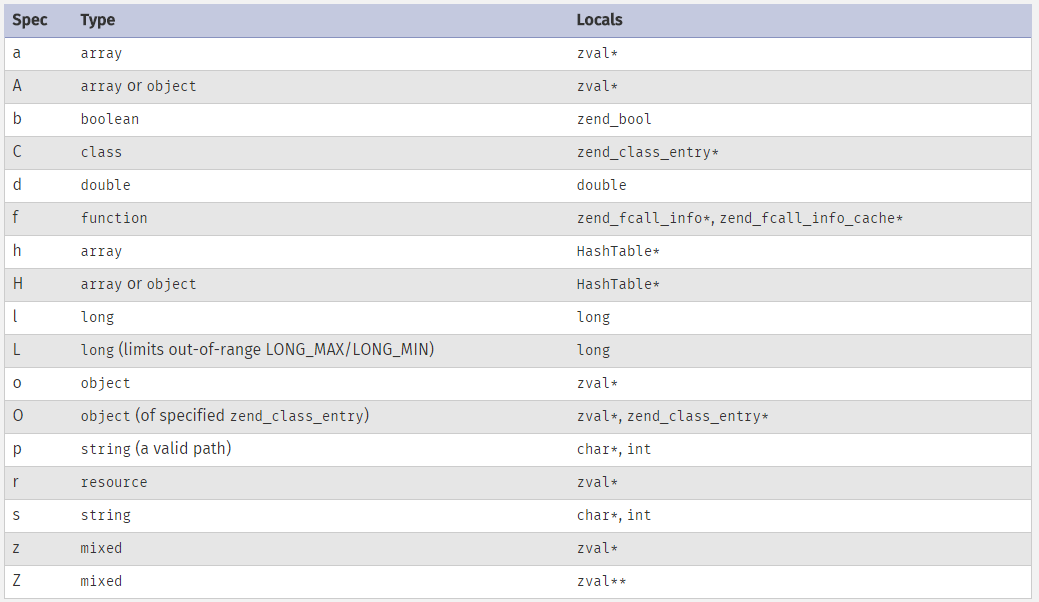 Spec Type Locals
a array zval*
A array or object zval*
b boolean zend_bool
C class zend_class_entry*
d double double
f function zend_fcall_info*, zend_fcall_info_cache*
h array HashTable*
H array or object HashTable*
l long long
L long (limits out-of-range LONG_MAX/LONG_MIN) long
o object zval*
O object (of specified zend_class_entry) zval*, zend_class_entry*
p string (a valid path) char*, int
r resource zval*
s string char*, int
z mixed zval*
Z mixed zval**